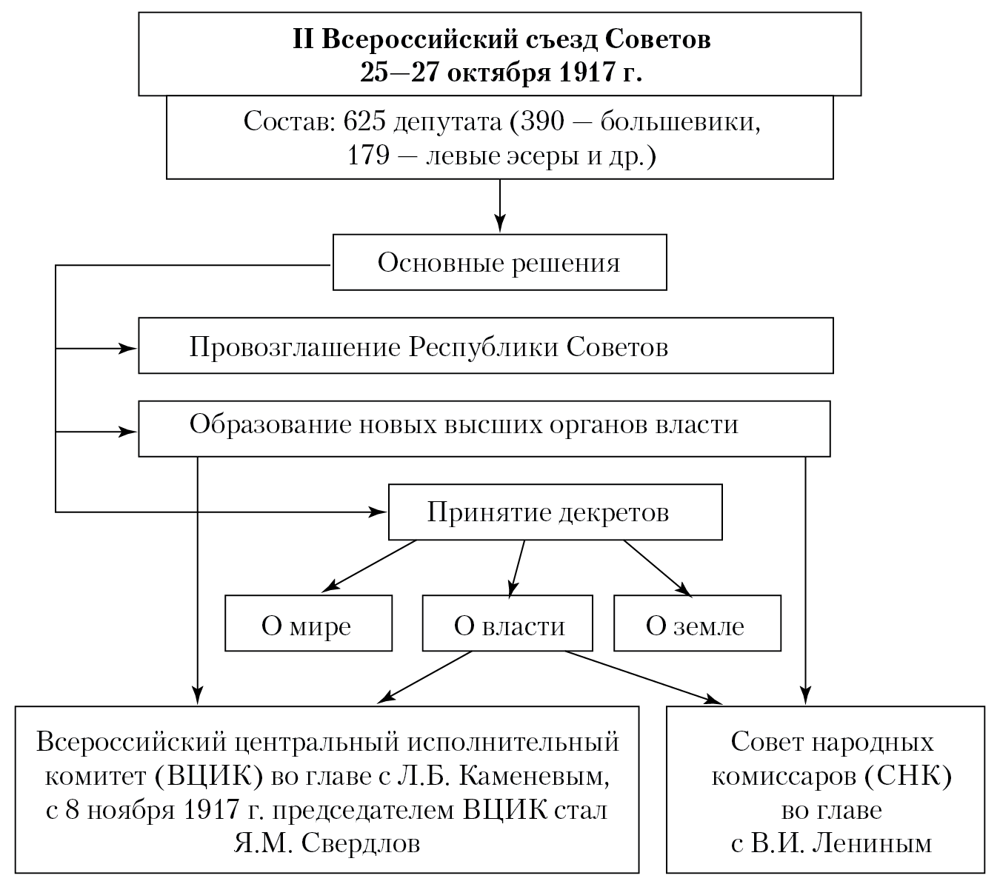 II Всероссийский съезд Советов
25—27 октября 1917 г.
Состав: 625 депутата (390 — большевики,
179 — левые эсеры и др.)
Основные решения
Провозглашение Республики Советов
Образование новых высших органов власти
Принятие декретов
О мире
О власти
О земле
Всероссийский центральный исполнительный
комитет (ВЦИК) во главе с Л.Б. Каменевым,
с 8 ноября 1917 г. председателем ВЦИК стал
Я.М. Свердлов
Совет народных
комиссаров (СНК)
во главе
с В.И. Лениным